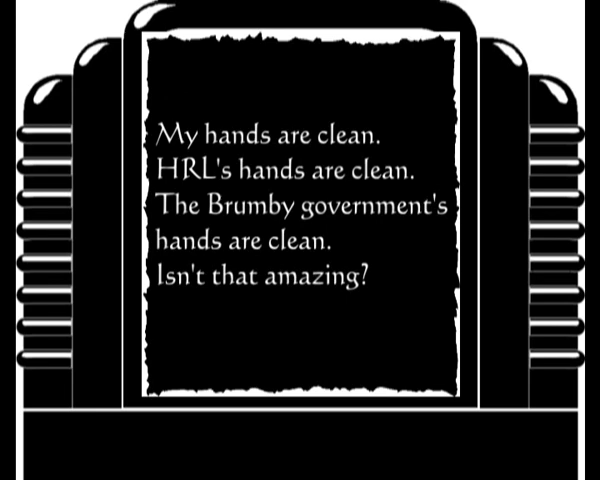 My hands are clean.
HRL's hands are clean.
The Brumby government's
hands are clean.
Isn't that amazing?